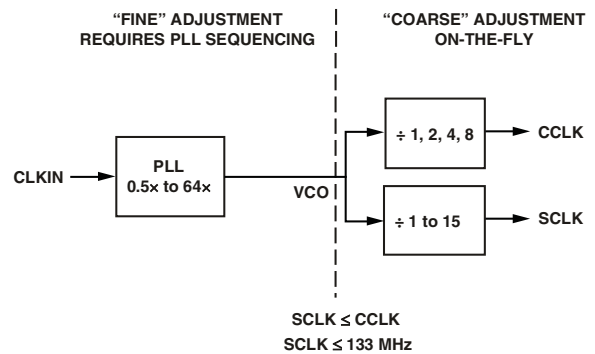 “FINE” ADJUSTMENT
REQUIRES PLL SEQUENCING
“COARSE” ADJUSTMENT
ON-THE-FLY
CLKIN
PLL
0.5× to 64×
VCO
÷ 1, 2, 4, 8
CCLK
÷ 1 to 15
SCLK
SCLK ≤ CCLK
SCLK ≤ 133 MHz